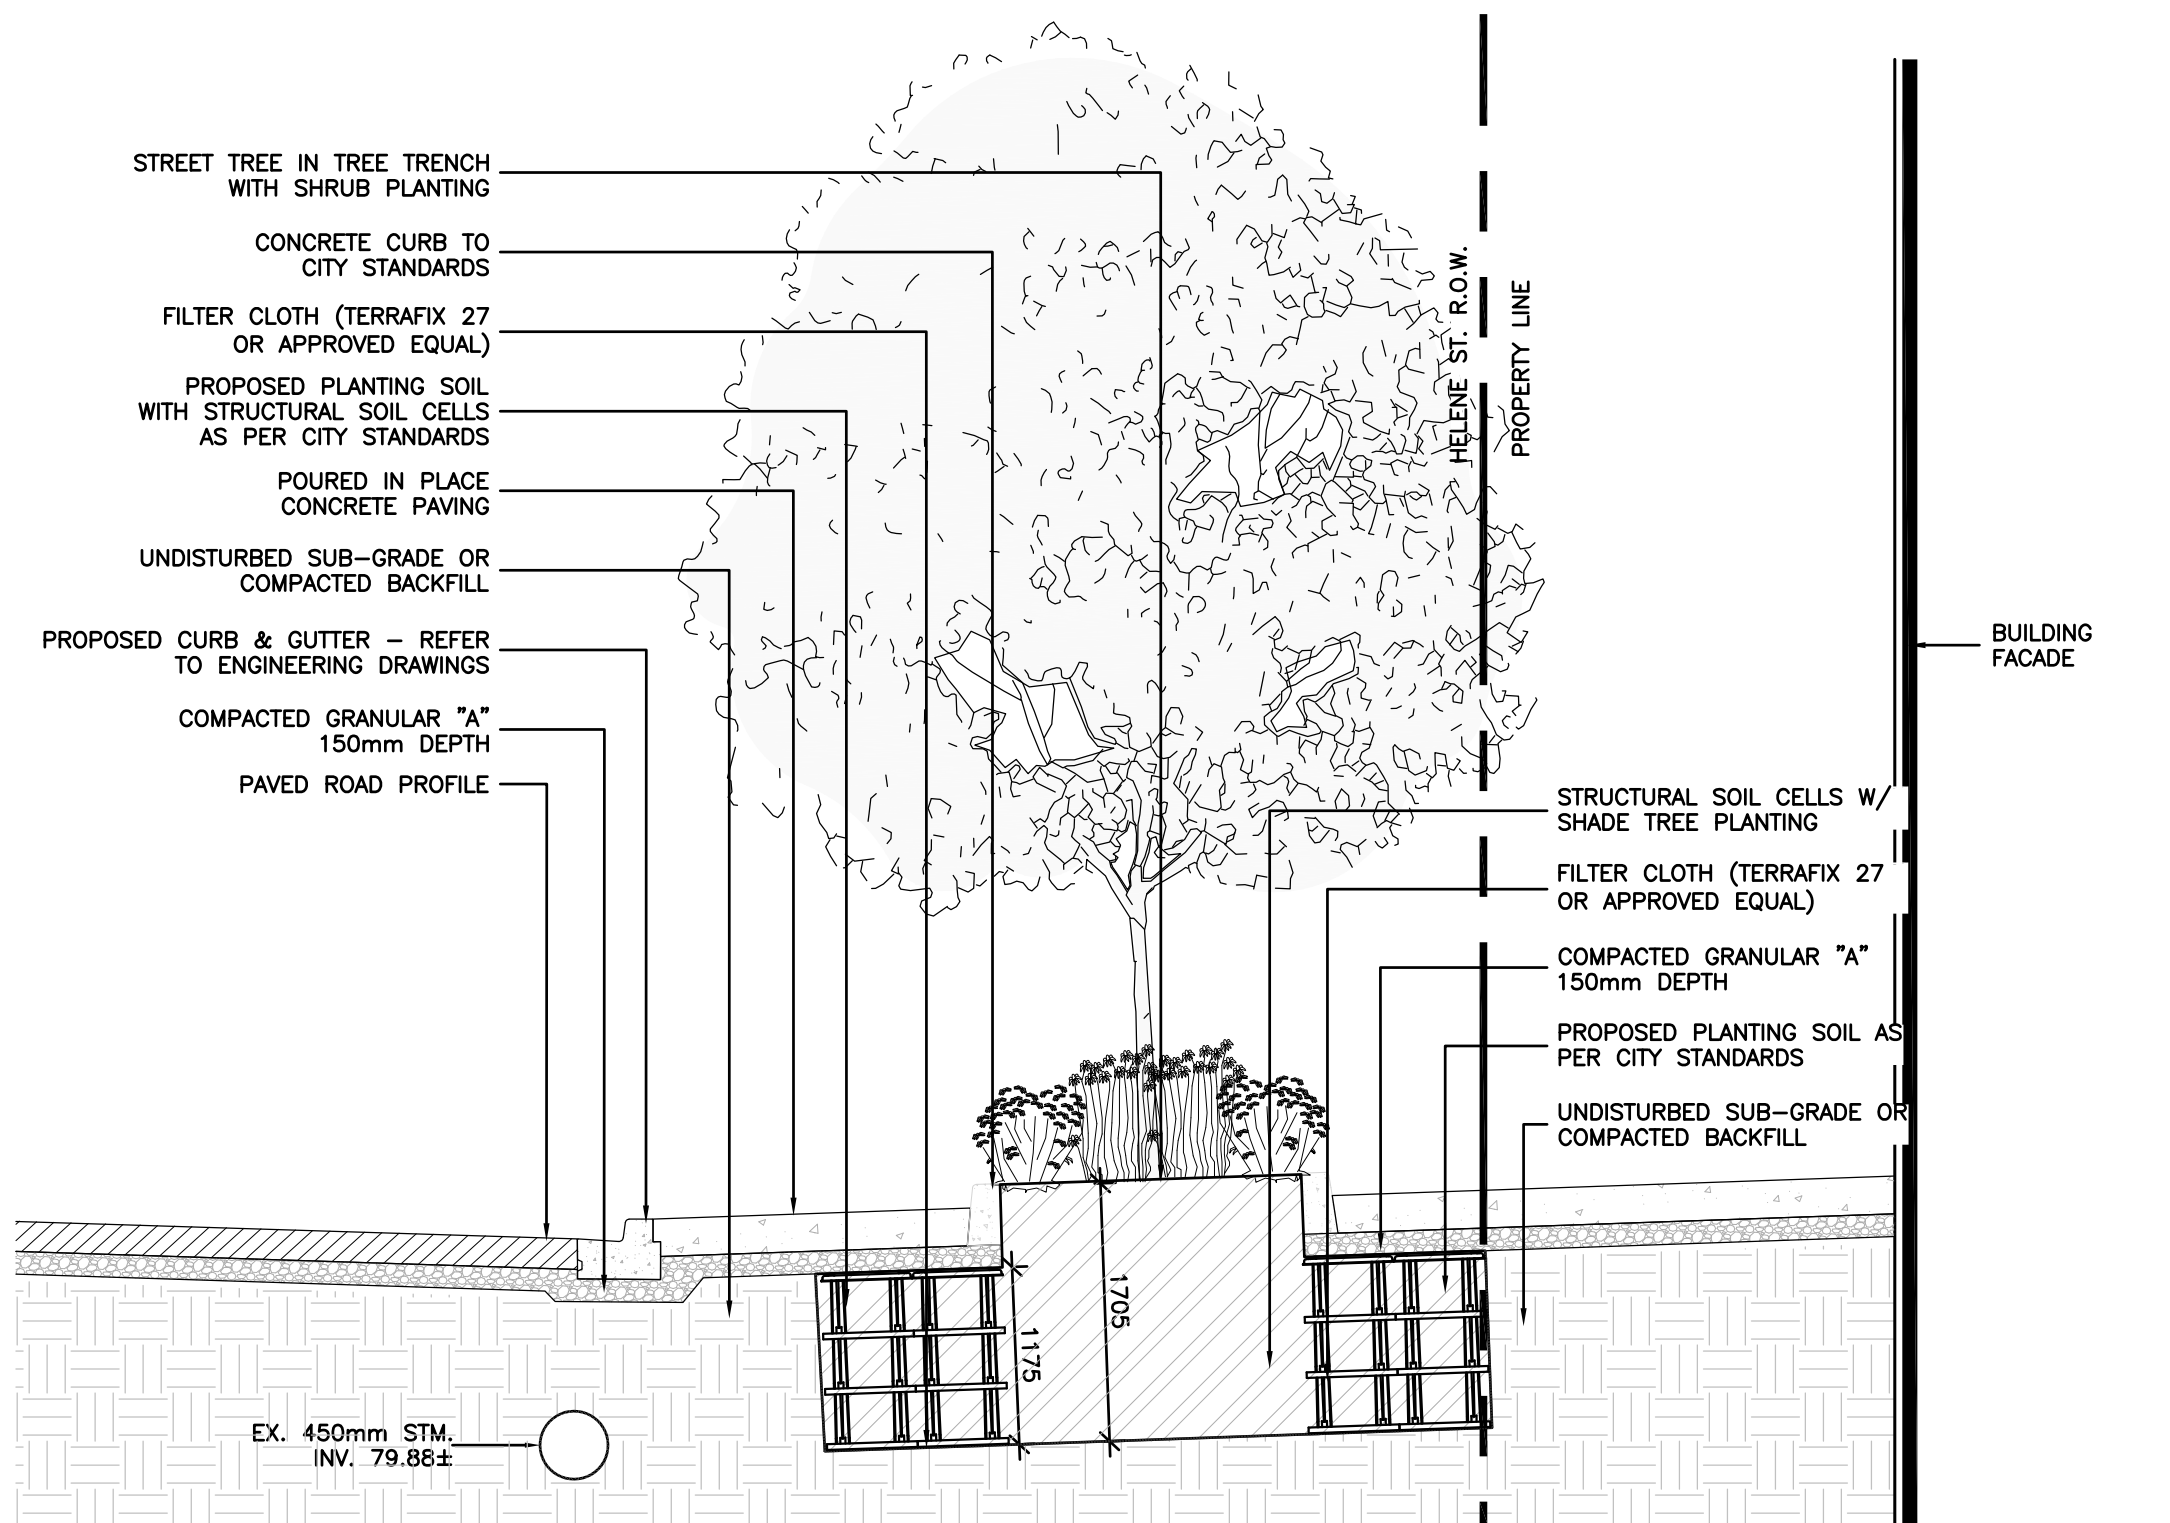 STREET TREE IN TREE TRENCH
WITH SHRUB PLANTING
CONCRETE CURB TO
CITY STANDARDS
FILTER CLOTH (TERRAFIX 27
OR APPROVED EQUAL)
PROPOSED PLANTING SOIL
WITH STRUCTURAL SOIL CELLS
AS PER CITY STANDARDS
POURED IN PLACE
CONCRETE PAVING
UNDISTURBED SUB-GRADE OR
COMPACTED BACKFILL
PROPOSED CURB & GUTTER - REFER
TO ENGINEERING DRAWINGS
COMPACTED GRANULAR "A"
150mm DEPTH
PAVED ROAD PROFILE
EX. 450mm STM.
INV. 79.88±
HELENE ST. R.O.W.
PROPERTY LINE
BUILDING
FACADE
STRUCTURAL SOIL CELLS W/
SHADE TREE PLANTING
FILTER CLOTH (TERRAFIX 27
OR APPROVED EQUAL)
COMPACTED GRANULAR "A"
150mm DEPTH
PROPOSED PLANTING SOIL AS
PER CITY STANDARDS
UNDISTURBED SUB-GRADE OR
COMPACTED BACKFILL
1705
1175